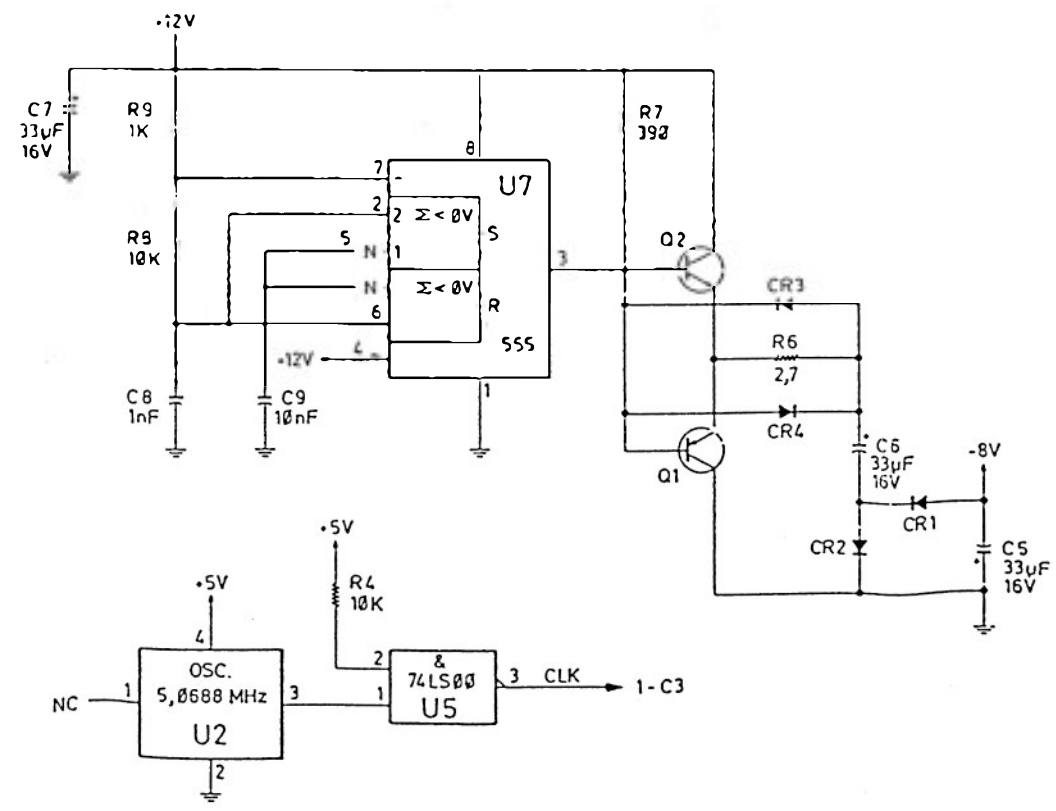 +12V
C7
33µF
16V
R9
1K
R7
390
8
7
U7
2
2
Σ<0V
S
R8
10K
5
N
1
3
Q2
N
Σ<0V
R
CR3
6
555
R6
2,7
+12V
4
1
C8
1nF
C9
10nF
CR4
Q1
C6
33µF
16V
-8V
CR1
CR2
C5
33µF
16V
+5V
R4
10K
+5V
4
OSC.
5,0688 MHz
U2
NC
1
3
2
2
1
&
74LS00
U5
3
CLK
1-C3